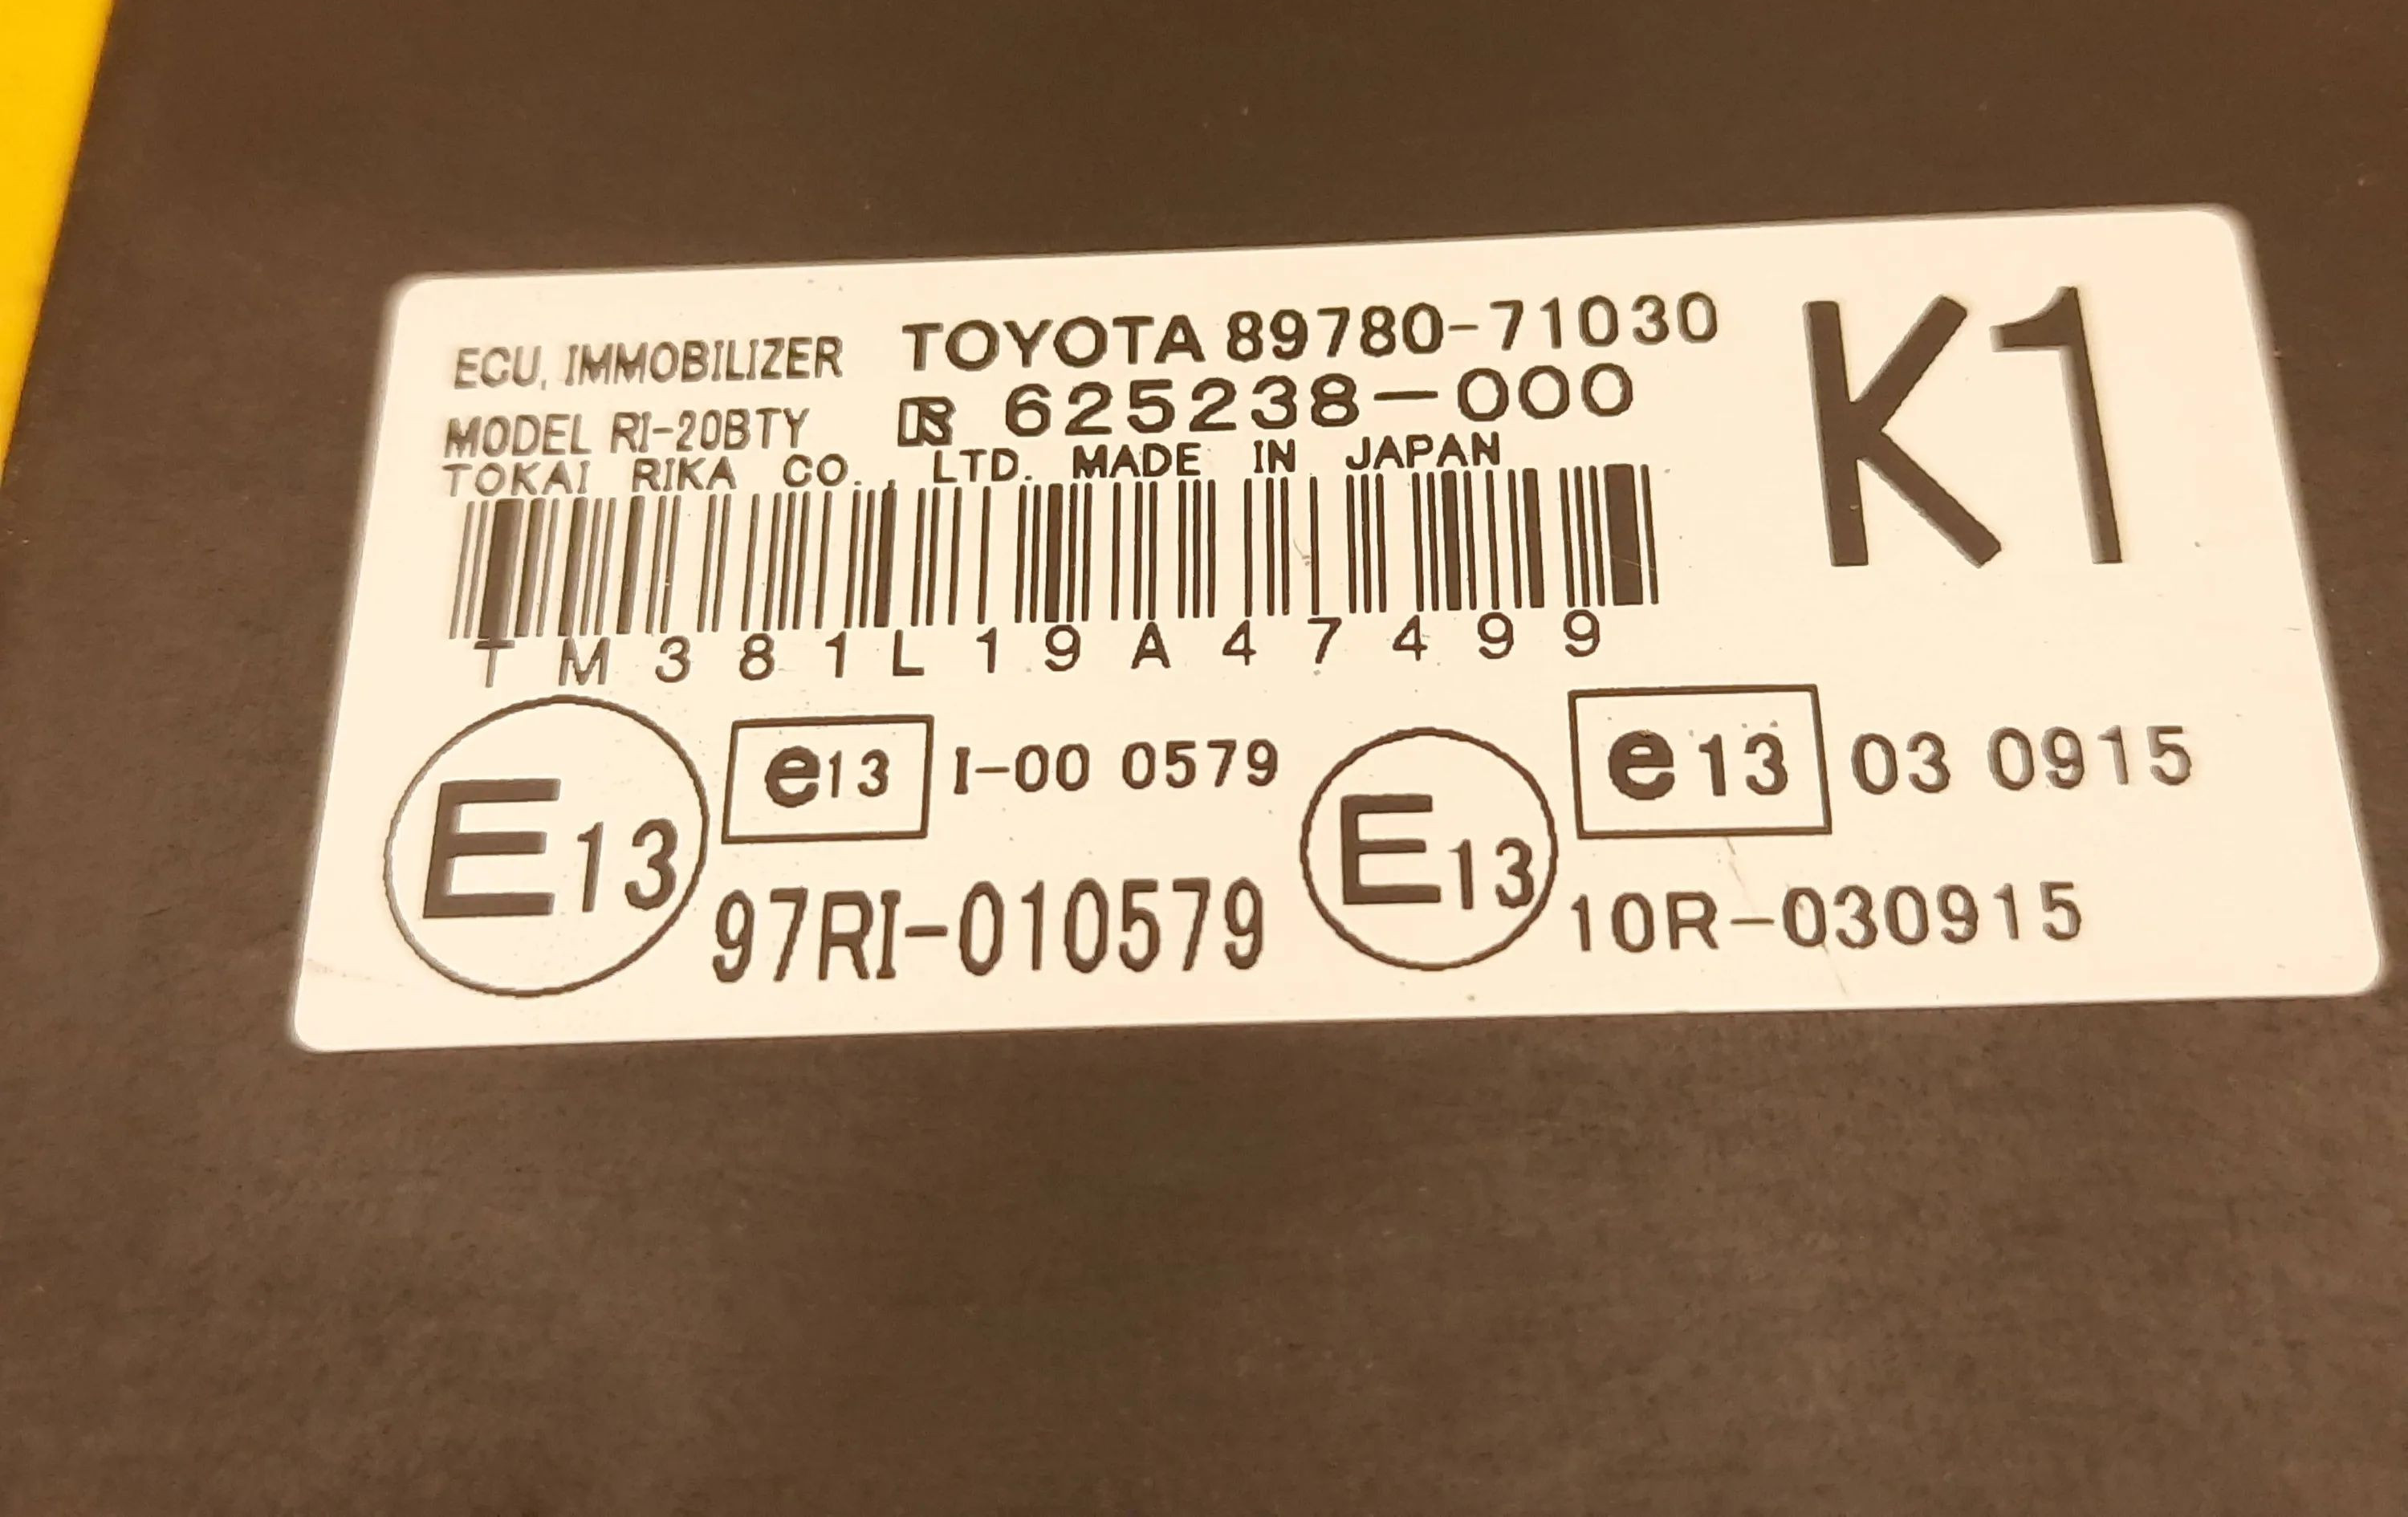 ECU, IMMOBILIZER TOYOTA 89780-71030
MODEL RI-20BTY 625238-000
TOKAI RIKA CO., LTD. MADE IN JAPAN
K1
TM381L19A47499
E13 e13 I-00 0579
97RI-010579
E13 e13 03 0915
10R-030915